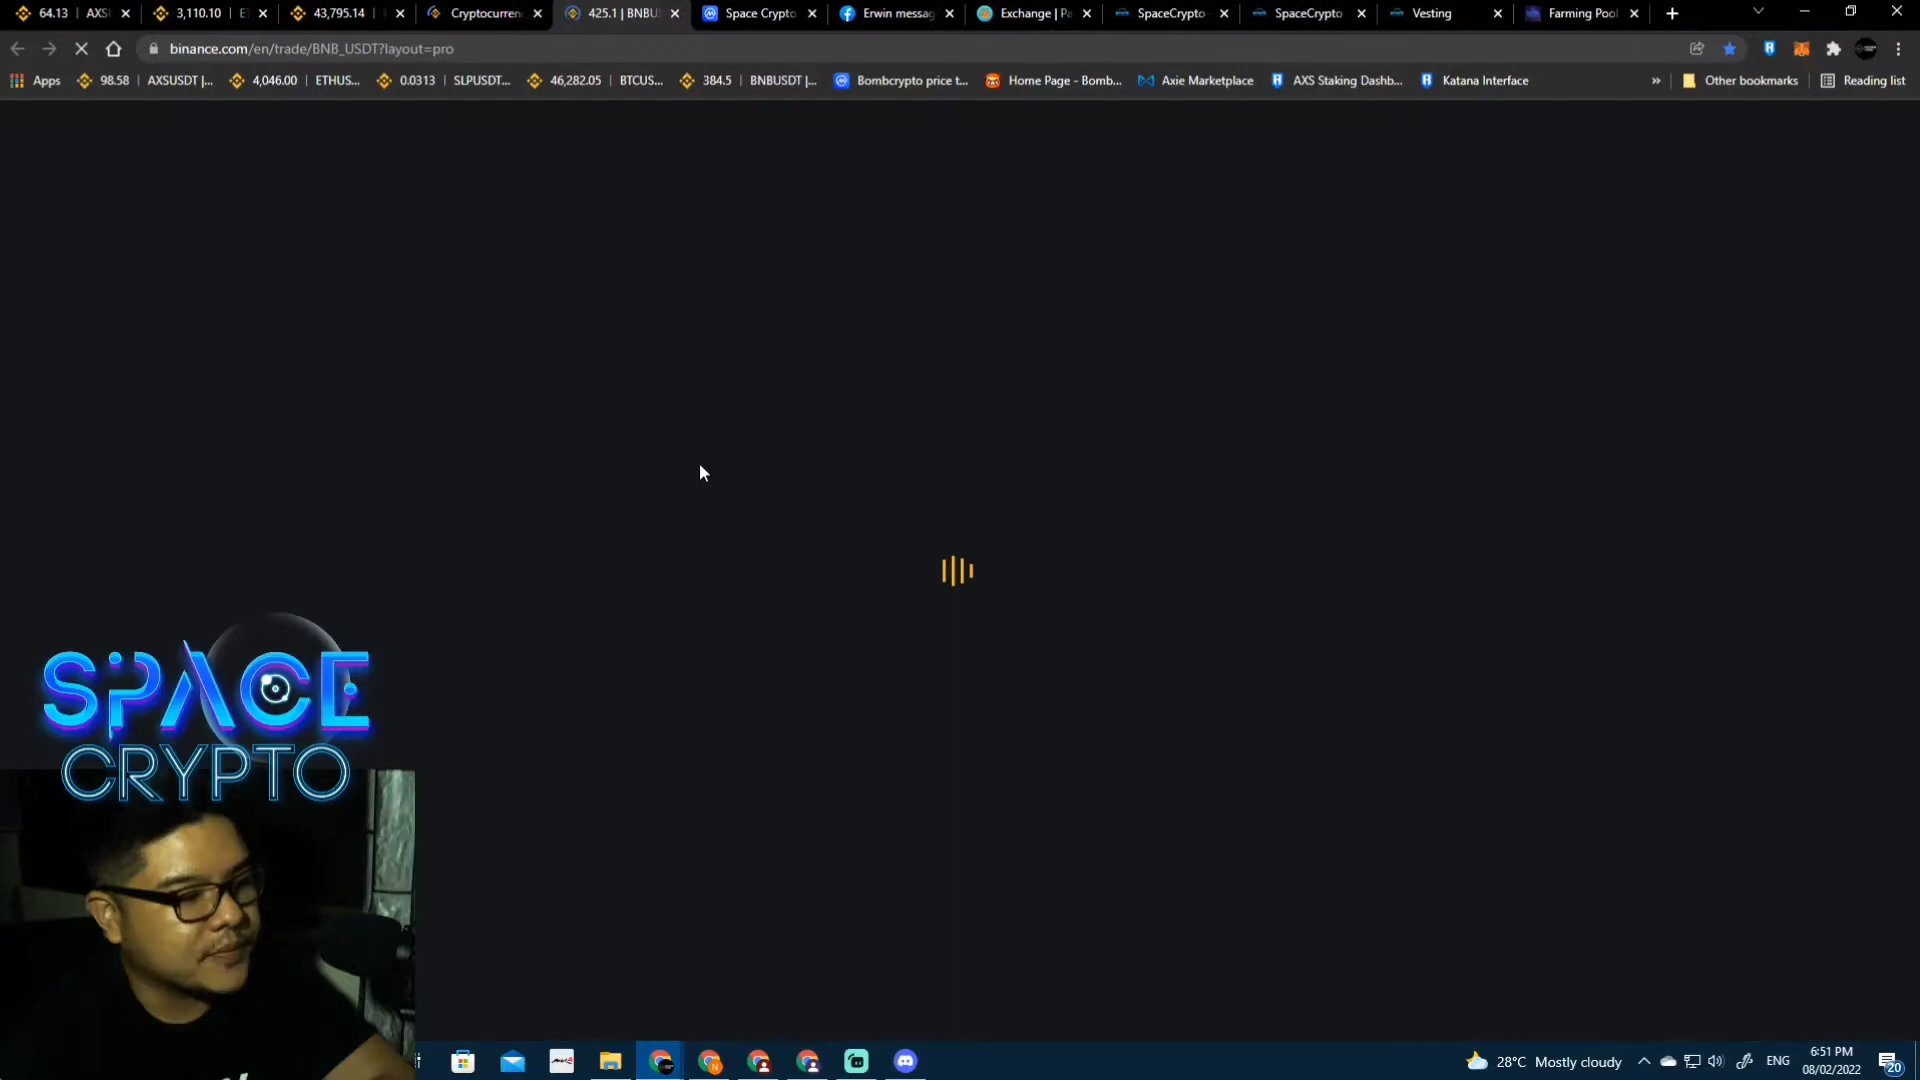 64.13 | AXS
3,110.10 | E
43,795.14 |
Cryptocurren
425.1 | BNBU
Space Crypto
Erwin messag
Exchange | Pa
SpaceCrypto -
SpaceCrypto
Vesting
Farming Pool
binance.com/en/trade/BNB_USDT?layout=pro
Apps
98.58 | AXSUSDT |...
4,046.00 | ETHUS...
0.0313 | SLPUSDT...
46,282.05 | BTCUS...
384.5 | BNBUSDT |...
Bombcrypto price t...
Home Page - Bomb...
Axie Marketplace
AXS Staking Dashb...
Katana Interface
»
Other bookmarks
Reading list
SPACE
CRYPTO
28°C Mostly cloudy
ENG
6:51 PM
08/02/2022
20